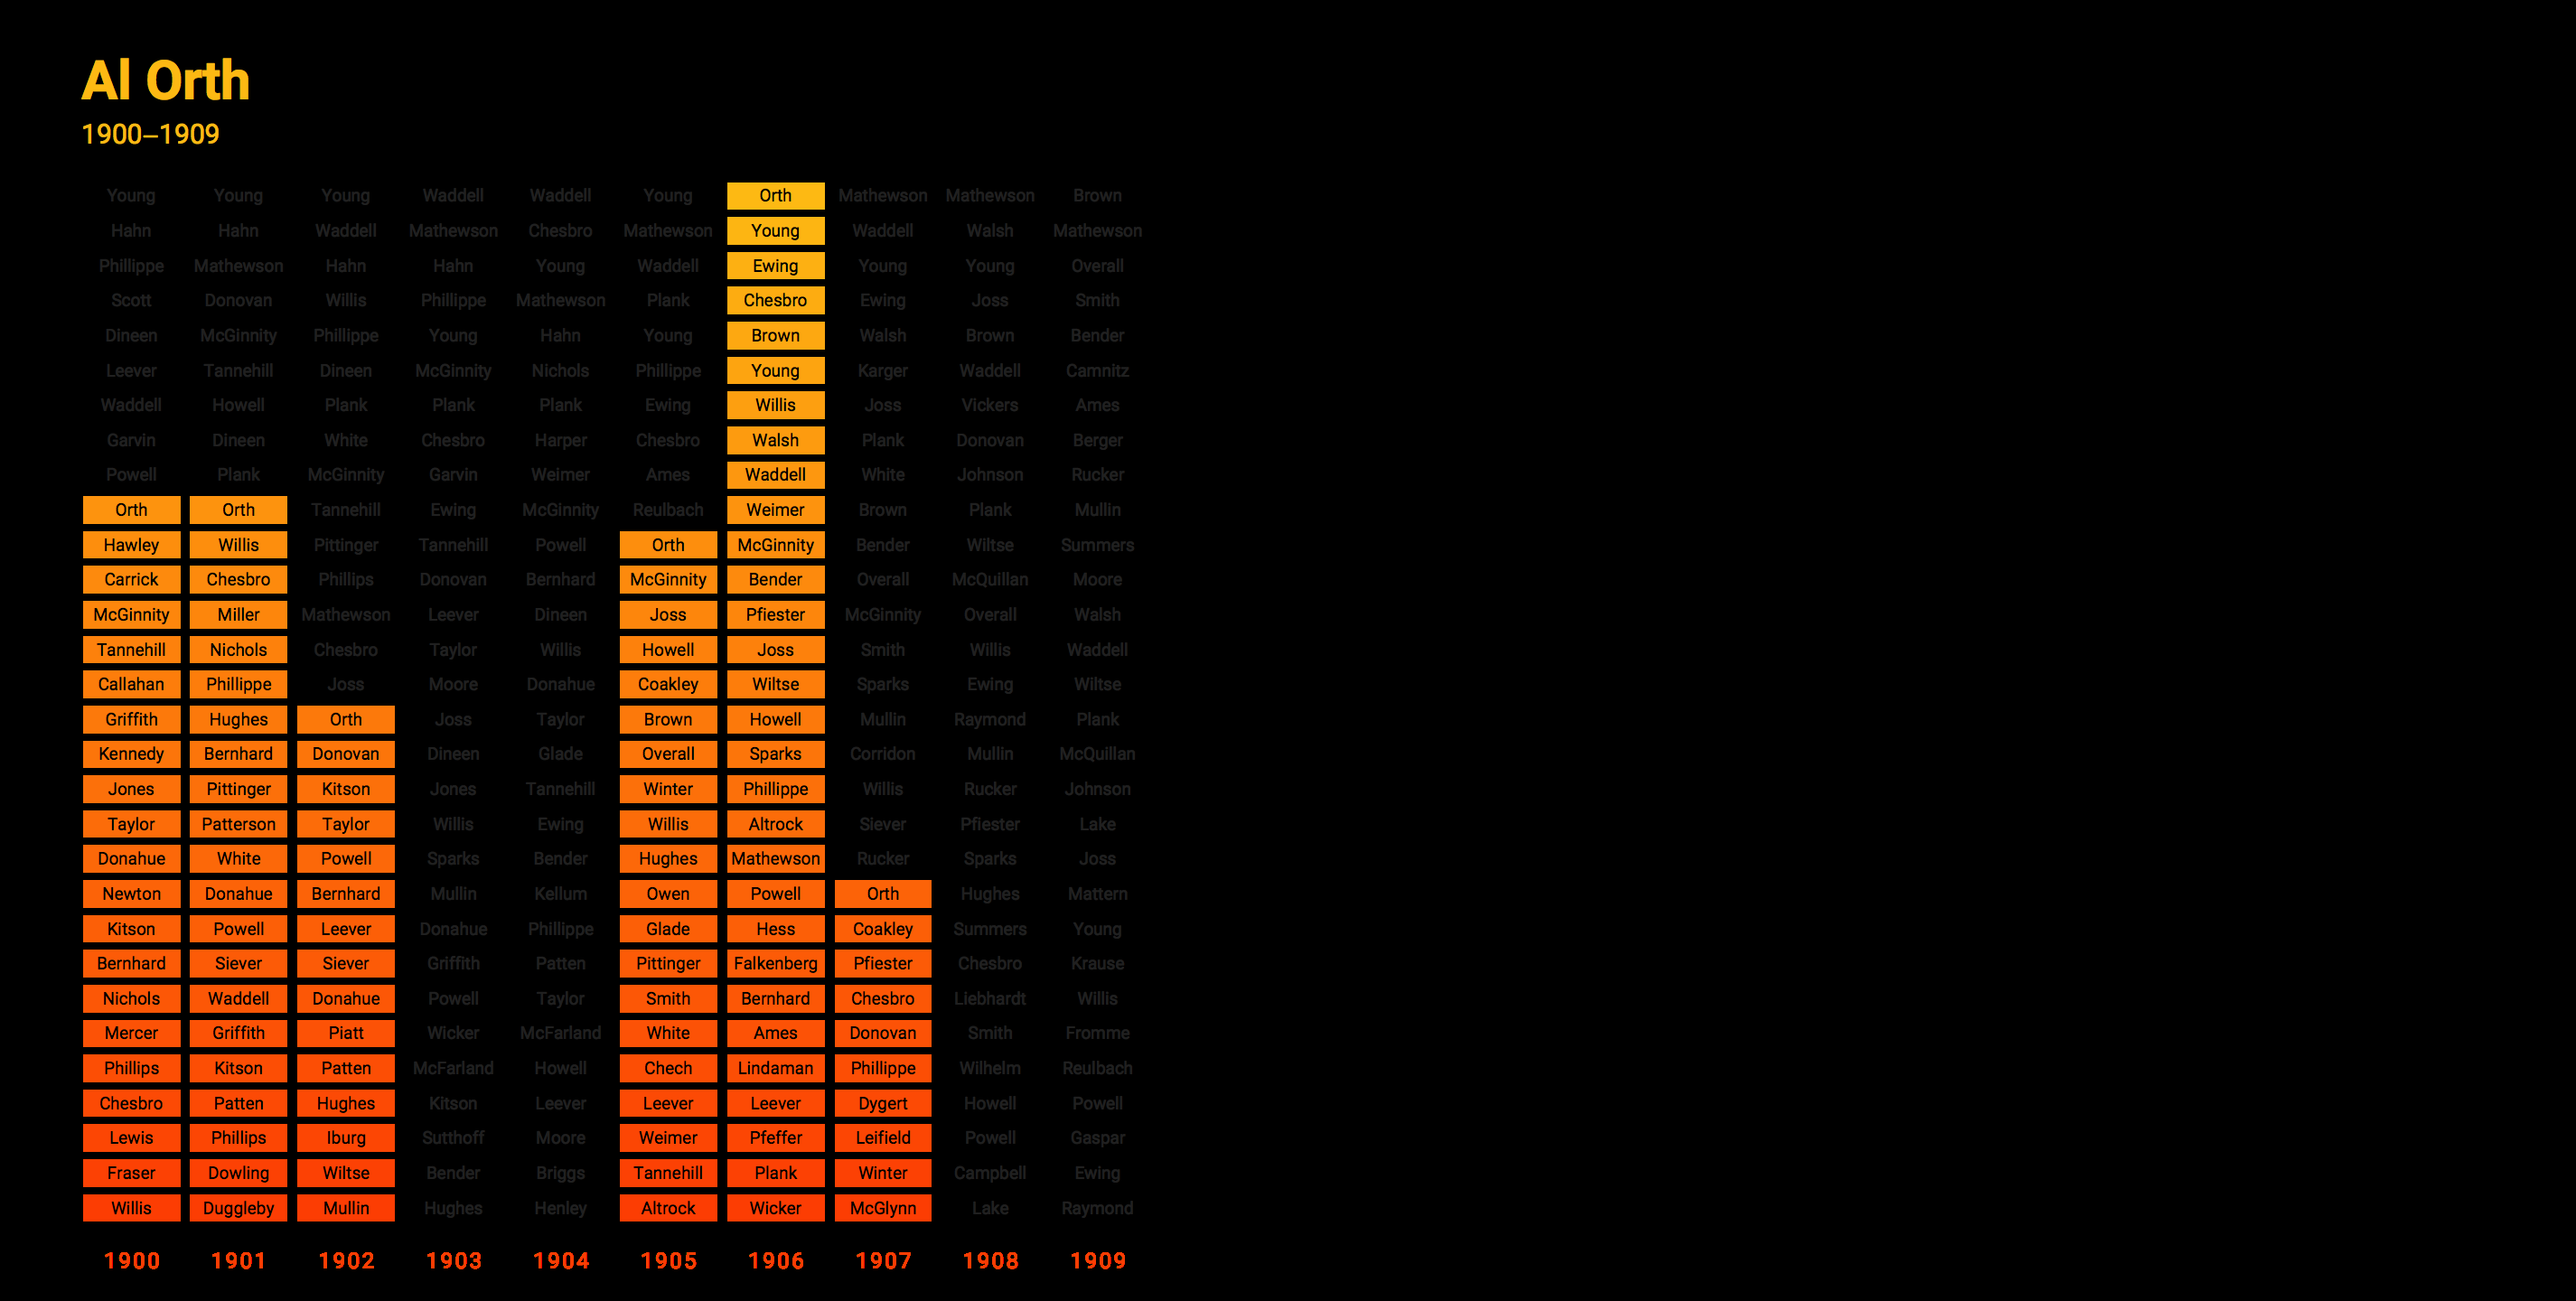 Al Orth
1900–1909
Young Young Young Waddell Waddell Young Orth Mathewson Mathewson Brown
Hahn Hahn Waddell Mathewson Chesbro Mathewson Young Waddell Walsh Mathewson
Phillippe Mathewson Hahn Hahn Young Waddell Ewing Young Young Overall
Scott Donovan Willis Phillippe Mathewson Plank Chesbro Ewing Joss Smith
Dineen McGinnity Phillippe Young Hahn Young Brown Walsh Brown Bender
Leever Tannehill Dineen McGinnity Nichols Phillippe Young Karger Waddell Camnitz
Waddell Howell Plank Plank Plank Ewing Willis Joss Vickers Ames
Garvin Dineen White Chesbro Harper Chesbro Walsh Plank Donovan Berger
Powell Plank McGinnity Garvin Weimer Ames Waddell White Johnson Rucker
Orth Orth Tannehill Ewing McGinnity Reulbach Weimer Brown Plank Mullin
Hawley Willis Pittinger Tannehill Powell Orth McGinnity Bender Wiltse Summers
Carrick Chesbro Phillips Donovan Bernhard McGinnity Bender Overall McQuillan Moore
McGinnity Miller Mathewson Leever Dineen Joss Pfiester McGinnity Overall Walsh
Tannehill Nichols Chesbro Taylor Willis Howell Joss Smith Willis Waddell
Callahan Phillippe Joss Moore Donahue Coakley Wiltse Sparks Ewing Wiltse
Griffith Hughes Orth Joss Taylor Brown Howell Mullin Raymond Plank
Kennedy Bernhard Donovan Dineen Glade Overall Sparks Corridon Mullin McQuillan
Jones Pittinger Kitson Jones Tannehill Winter Phillippe Willis Rucker Johnson
Taylor Patterson Taylor Willis Ewing Willis Altrock Siever Pfiester Lake
Donahue White Powell Sparks Bender Hughes Mathewson Rucker Sparks Joss
Newton Donahue Bernhard Mullin Kellum Owen Powell Orth Hughes Mattern
Kitson Powell Leever Donahue Phillippe Glade Hess Coakley Summers Young
Bernhard Siever Siever Griffith Patten Pittinger Falkenberg Pfiester Chesbro Krause
Nichols Waddell Donahue Powell Taylor Smith Bernhard Chesbro Liebhardt Willis
Mercer Griffith Piatt Wicker McFarland White Ames Donovan Smith Fromme
Phillips Kitson Patten McFarland Howell Chech Lindaman Phillippe Wilhelm Reulbach
Chesbro Patten Hughes Kitson Leever Leever Leever Dygert Howell Powell
Lewis Phillips Iburg Sutthoff Moore Weimer Pfeffer Leifield Powell Gaspar
Fraser Dowling Wiltse Bender Briggs Tannehill Plank Winter Campbell Ewing
Willis Duggleby Mullin Hughes Henley Altrock Wicker McGlynn Lake Raymond
1900 1901 1902 1903 1904 1905 1906 1907 1908 1909